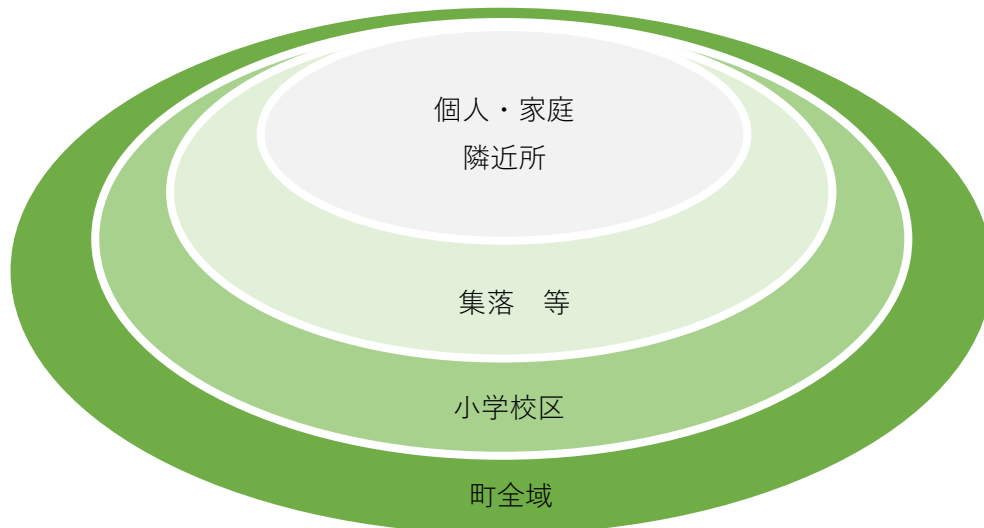 個人・家庭
隣近所
集落　等
小学校区
町全域